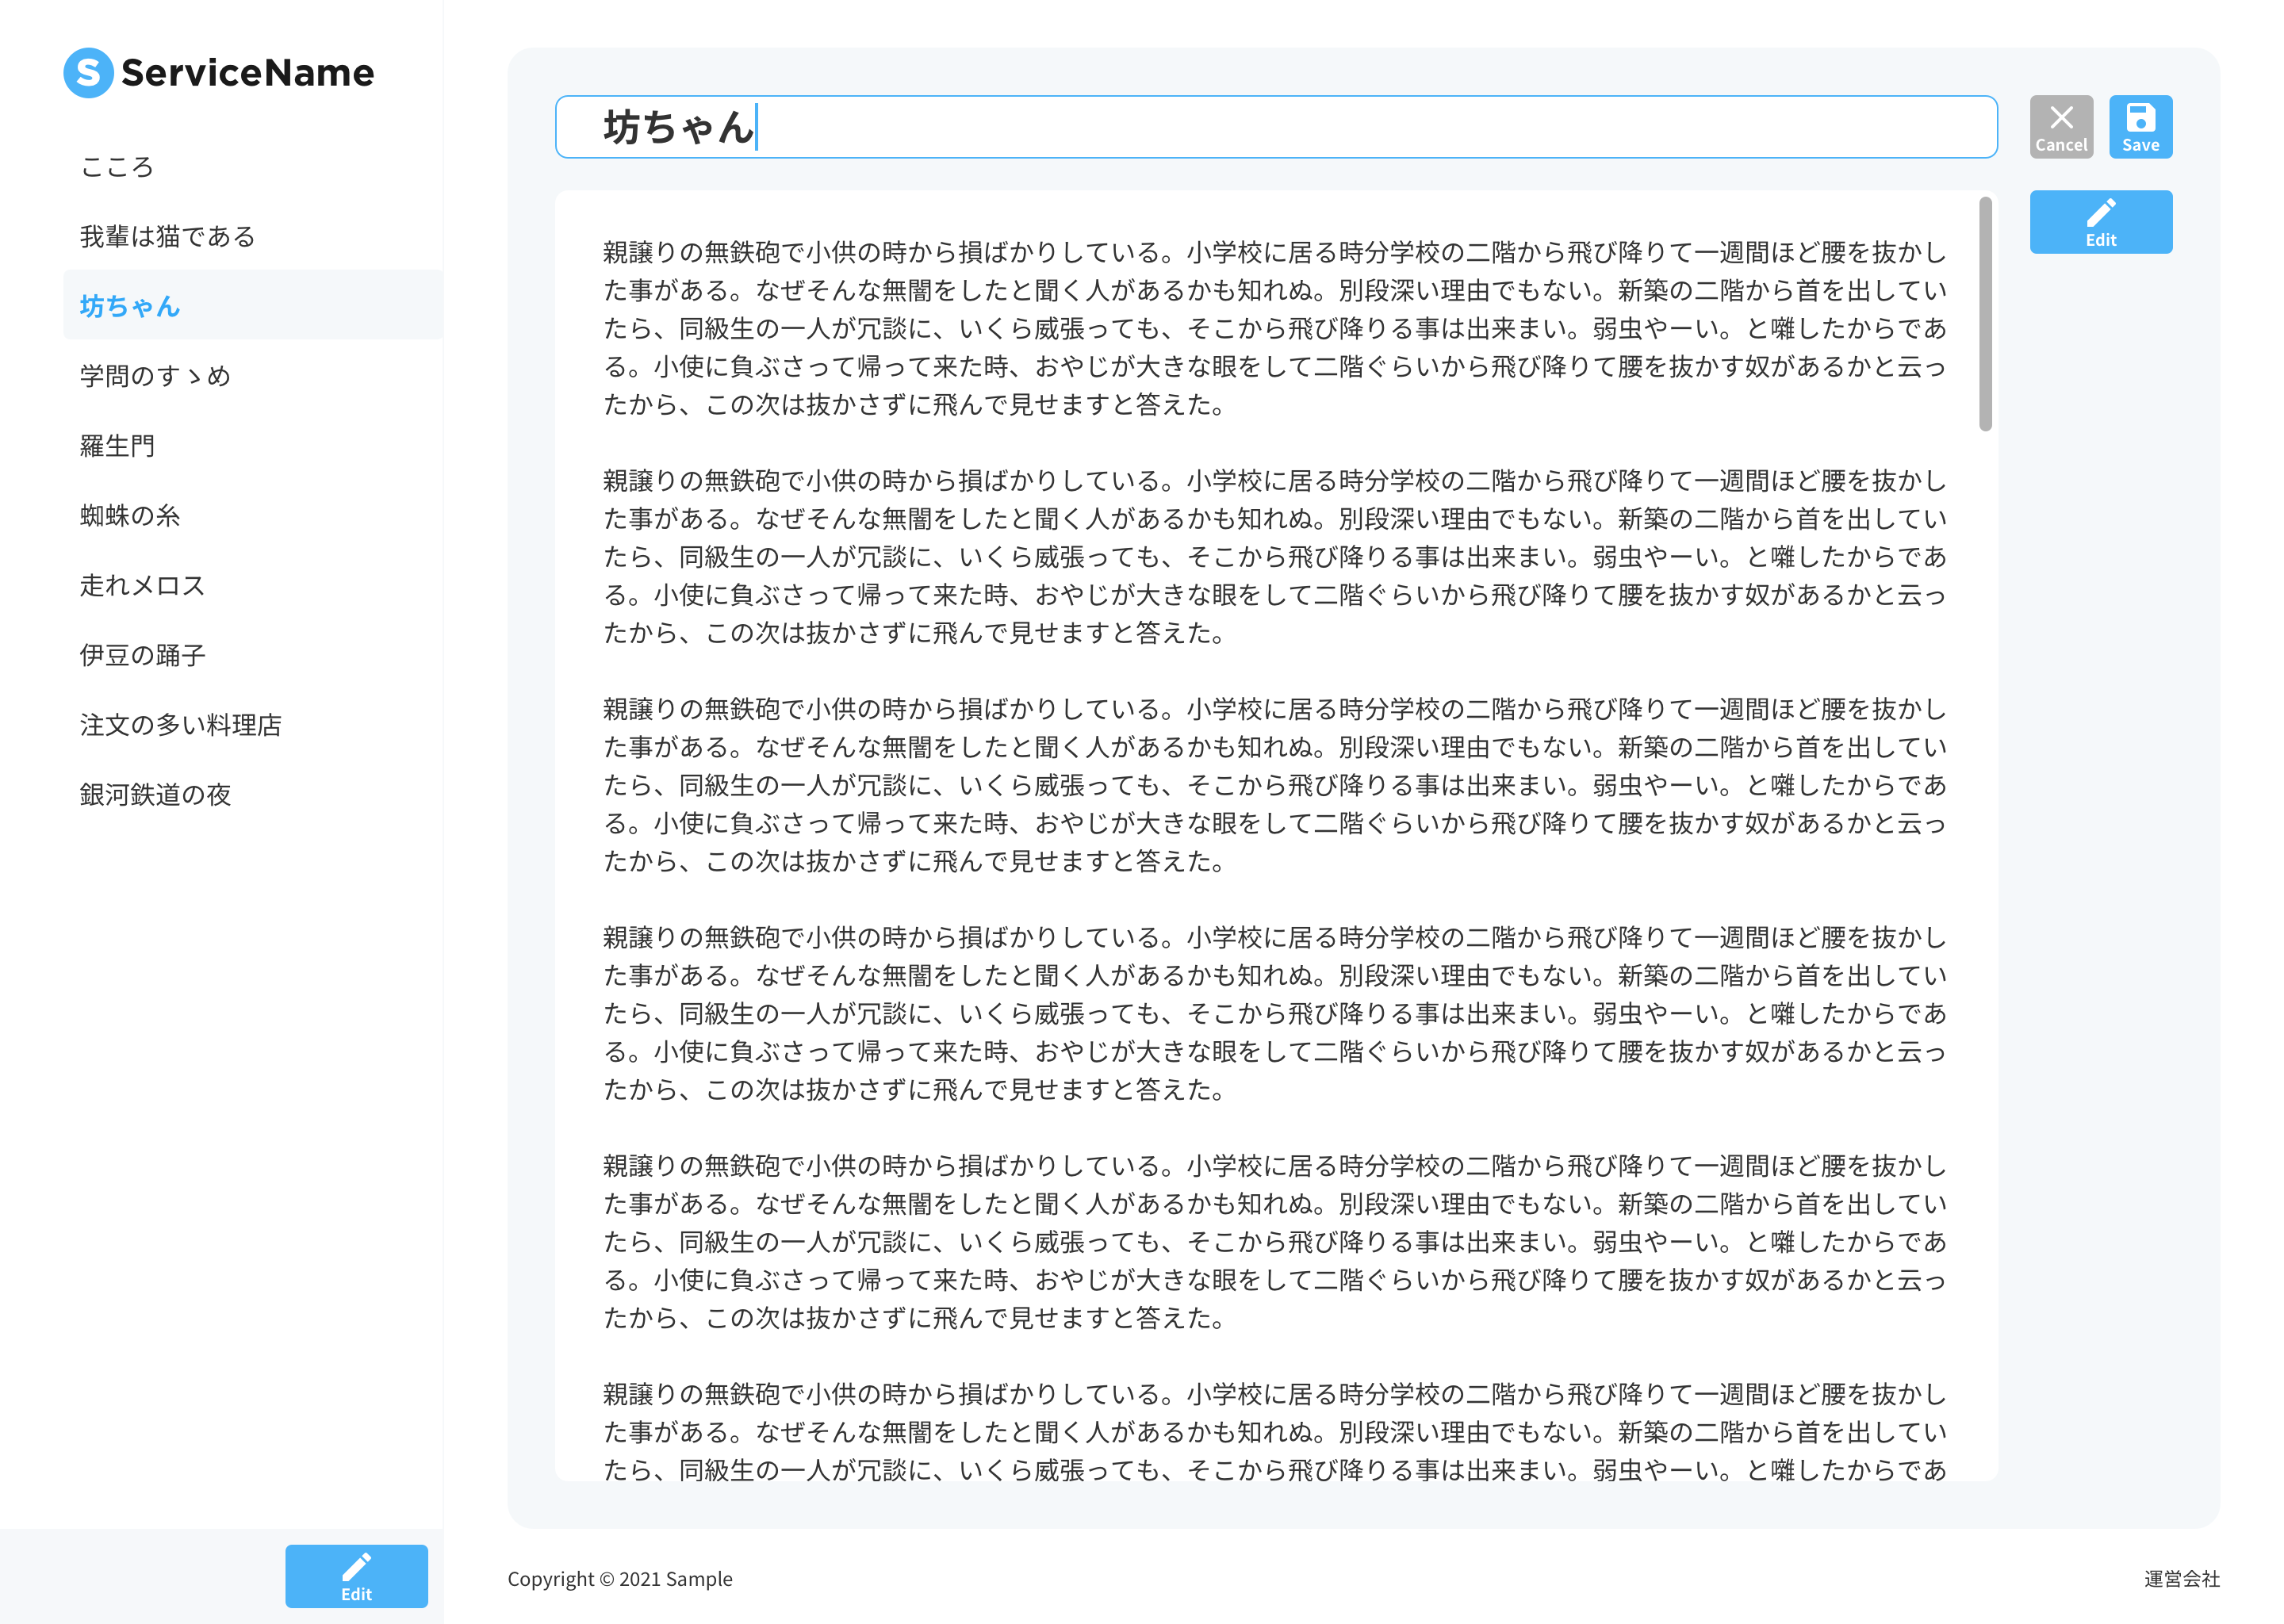 S ServiceName
こころ
我輩は猫である
坊ちゃん
学問のすゝめ
羅生門
蜘蛛の糸
走れメロス
伊豆の踊子
注文の多い料理店
銀河鉄道の夜
Edit
坊ちゃん
Cancel
Save
Edit
親譲りの無鉄砲で小供の時から損ばかりしている。小学校に居る時分学校の二階から飛び降りて一週間ほど腰を抜かし
た事がある。なぜそんな無闇をしたと聞く人があるかも知れぬ。別段深い理由でもない。新築の二階から首を出してい
たら、同級生の一人が冗談に、いくら威張っても、そこから飛び降りる事は出来まい。弱虫やーい。と囃したからであ
る。小使に負ぶさって帰って来た時、おやじが大きな眼をして二階ぐらいから飛び降りて腰を抜かす奴があるかと云っ
たから、この次は抜かさずに飛んで見せますと答えた。
親譲りの無鉄砲で小供の時から損ばかりしている。小学校に居る時分学校の二階から飛び降りて一週間ほど腰を抜かし
た事がある。なぜそんな無闇をしたと聞く人があるかも知れぬ。別段深い理由でもない。新築の二階から首を出してい
たら、同級生の一人が冗談に、いくら威張っても、そこから飛び降りる事は出来まい。弱虫やーい。と囃したからであ
る。小使に負ぶさって帰って来た時、おやじが大きな眼をして二階ぐらいから飛び降りて腰を抜かす奴があるかと云っ
たから、この次は抜かさずに飛んで見せますと答えた。
親譲りの無鉄砲で小供の時から損ばかりしている。小学校に居る時分学校の二階から飛び降りて一週間ほど腰を抜かし
た事がある。なぜそんな無闇をしたと聞く人があるかも知れぬ。別段深い理由でもない。新築の二階から首を出してい
たら、同級生の一人が冗談に、いくら威張っても、そこから飛び降りる事は出来まい。弱虫やーい。と囃したからであ
る。小使に負ぶさって帰って来た時、おやじが大きな眼をして二階ぐらいから飛び降りて腰を抜かす奴があるかと云っ
たから、この次は抜かさずに飛んで見せますと答えた。
親譲りの無鉄砲で小供の時から損ばかりしている。小学校に居る時分学校の二階から飛び降りて一週間ほど腰を抜かし
た事がある。なぜそんな無闇をしたと聞く人があるかも知れぬ。別段深い理由でもない。新築の二階から首を出してい
たら、同級生の一人が冗談に、いくら威張っても、そこから飛び降りる事は出来まい。弱虫やーい。と囃したからであ
る。小使に負ぶさって帰って来た時、おやじが大きな眼をして二階ぐらいから飛び降りて腰を抜かす奴があるかと云っ
たから、この次は抜かさずに飛んで見せますと答えた。
親譲りの無鉄砲で小供の時から損ばかりしている。小学校に居る時分学校の二階から飛び降りて一週間ほど腰を抜かし
た事がある。なぜそんな無闇をしたと聞く人があるかも知れぬ。別段深い理由でもない。新築の二階から首を出してい
たら、同級生の一人が冗談に、いくら威張っても、そこから飛び降りる事は出来まい。弱虫やーい。と囃したからであ
る。小使に負ぶさって帰って来た時、おやじが大きな眼をして二階ぐらいから飛び降りて腰を抜かす奴があるかと云っ
たから、この次は抜かさずに飛んで見せますと答えた。
親譲りの無鉄砲で小供の時から損ばかりしている。小学校に居る時分学校の二階から飛び降りて一週間ほど腰を抜かし
た事がある。なぜそんな無闇をしたと聞く人があるかも知れぬ。別段深い理由でもない。新築の二階から首を出してい
たら、同級生の一人が冗談に、いくら威張っても、そこから飛び降りる事は出来まい。弱虫やーい。と囃したからであ
Copyright © 2021 Sample
運営会社